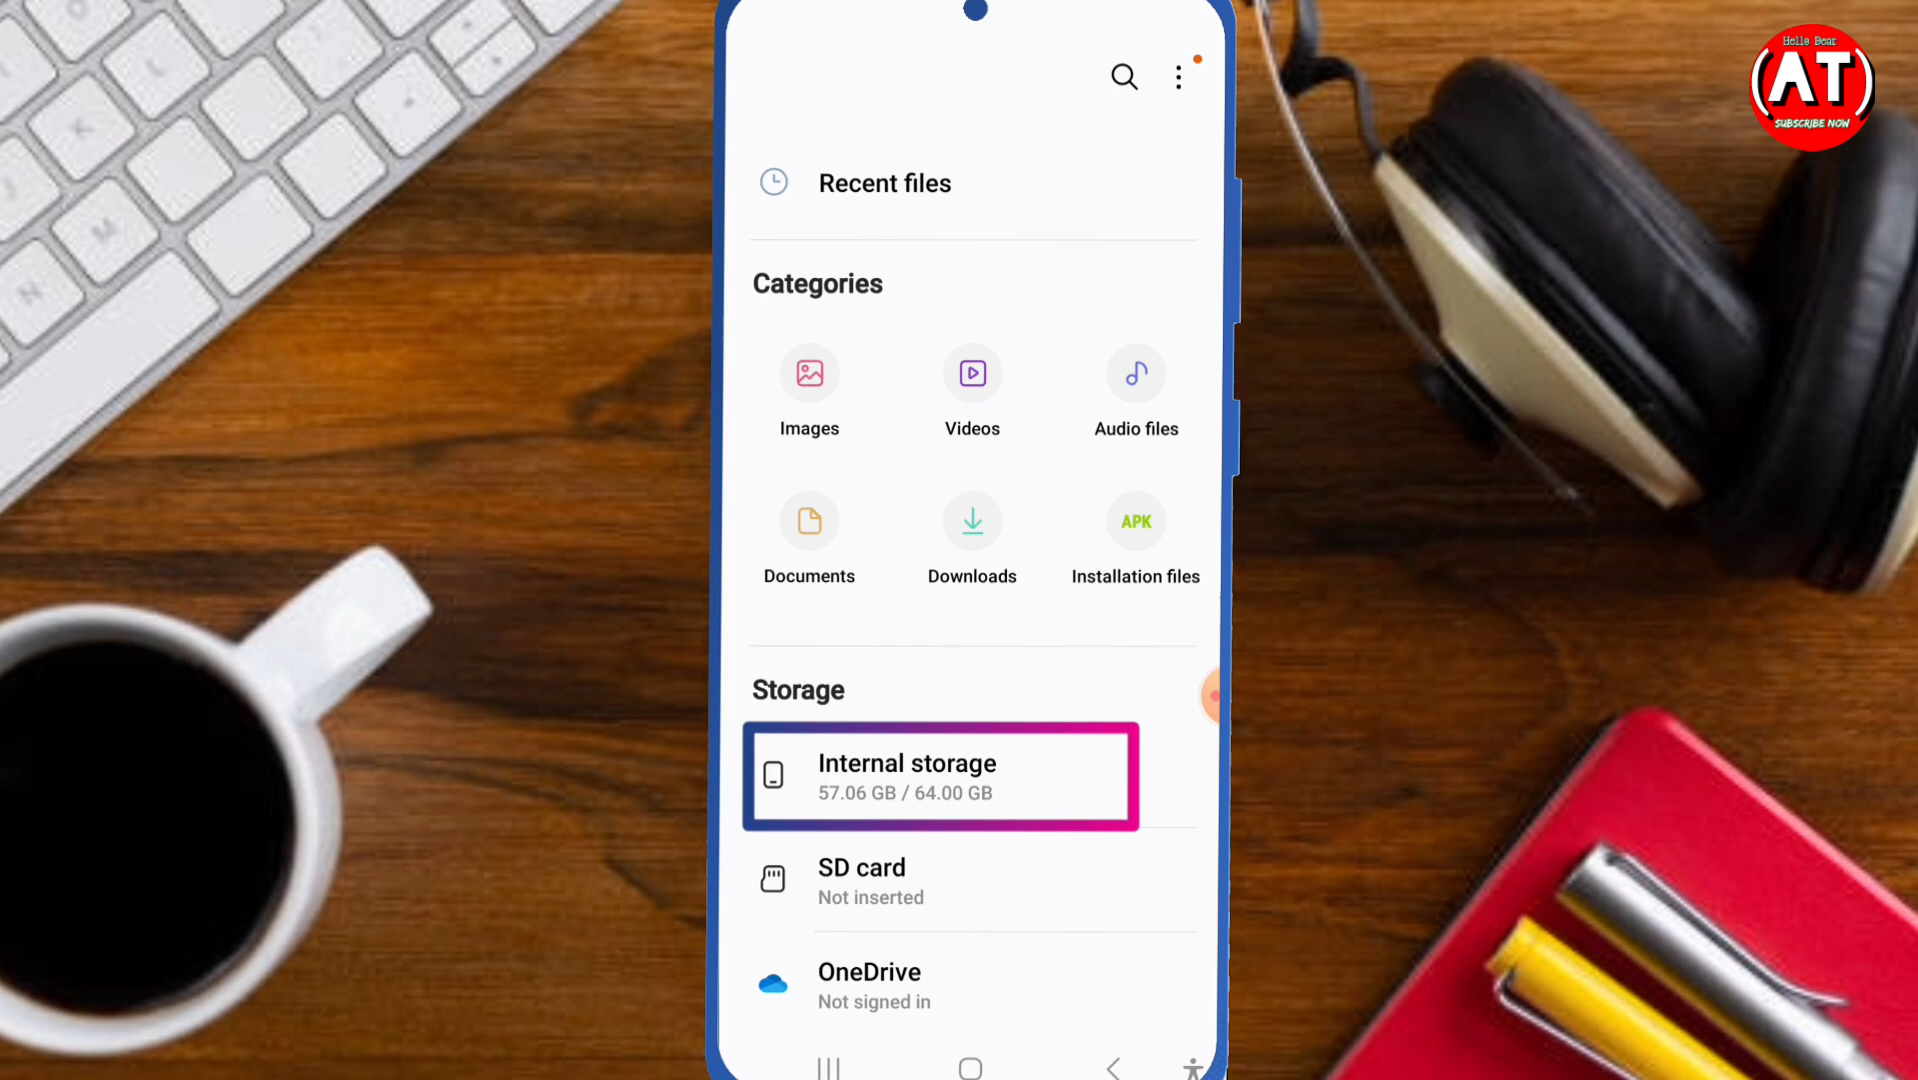 Hello Bear
(AT)
SUBSCRIBE NOW
Recent files
Categories
Images
Videos
Audio files
APK
Documents
Downloads
Installation files
Storage
Internal storage
57.06 GB / 64.00 GB
SD card
Not inserted
OneDrive
Not signed in
K
M
N